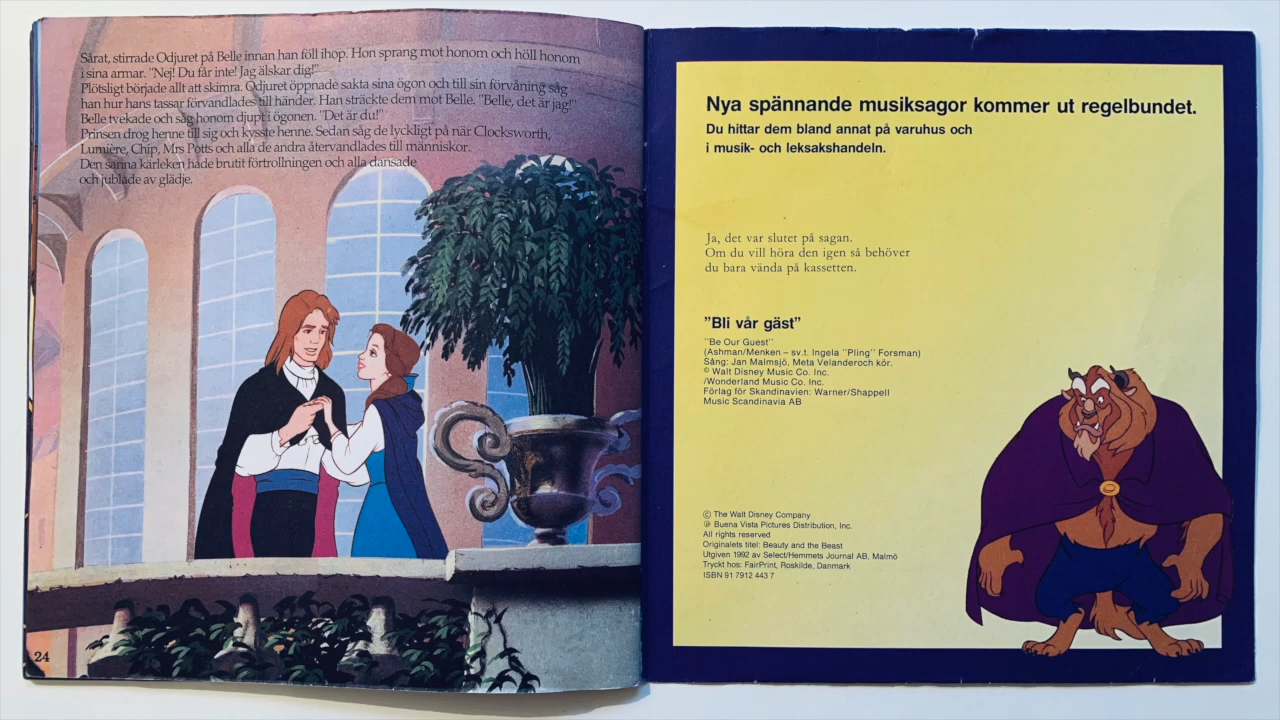 Sårat, stirrade Odjuret på Belle innan han föll ihop. Hon sprang mot honom och höll honom
i sina armar. "Nej! Du får inte! Jag älskar dig!"
Plötsligt började allt att skimra. Odjuret öppnade sakta sina ögon och till sin förvåning såg
han hur hans tassar förvandlades till händer. Han sträckte dem mot Belle. "Belle, det är jag!"
Belle tvekade och såg honom djupt i ögonen. "Det är du!"
Prinsen drog henne till sig och kysste henne. Sedan såg de lyckligt på när Clocksworth,
Lumière, Chip, Mrs Potts och alla de andra återvandlades till människor.
Den sanna kärleken hade brutit förtrollningen och alla dansade
och jublade av glädje.
24
Nya spännande musiksagor kommer ut regelbundet.
Du hittar dem bland annat på varuhus och
i musik- och leksakshandeln.
Ja, det var slutet på sagan.
Om du vill höra den igen så behöver
du bara vända på kassetten.
"Bli vår gäst"
"Be Our Guest"
(Ashman/Menken – sv.t. Ingela "Pling" Forsman)
Sång: Jan Malmsjö, Meta Velanderoch kör.
© Walt Disney Music Co. Inc.
/Wonderland Music Co. Inc.
Förlag för Skandinavien: Warner/Shappell
Music Scandinavia AB
© The Walt Disney Company
℗ Buena Vista Pictures Distribution, Inc.
All rights reserved
Originalets titel: Beauty and the Beast
Utgiven 1992 av Select/Hemmets Journal AB, Malmö
Tryckt hos: FairPrint, Roskilde, Danmark
ISBN 91 7912 443 7